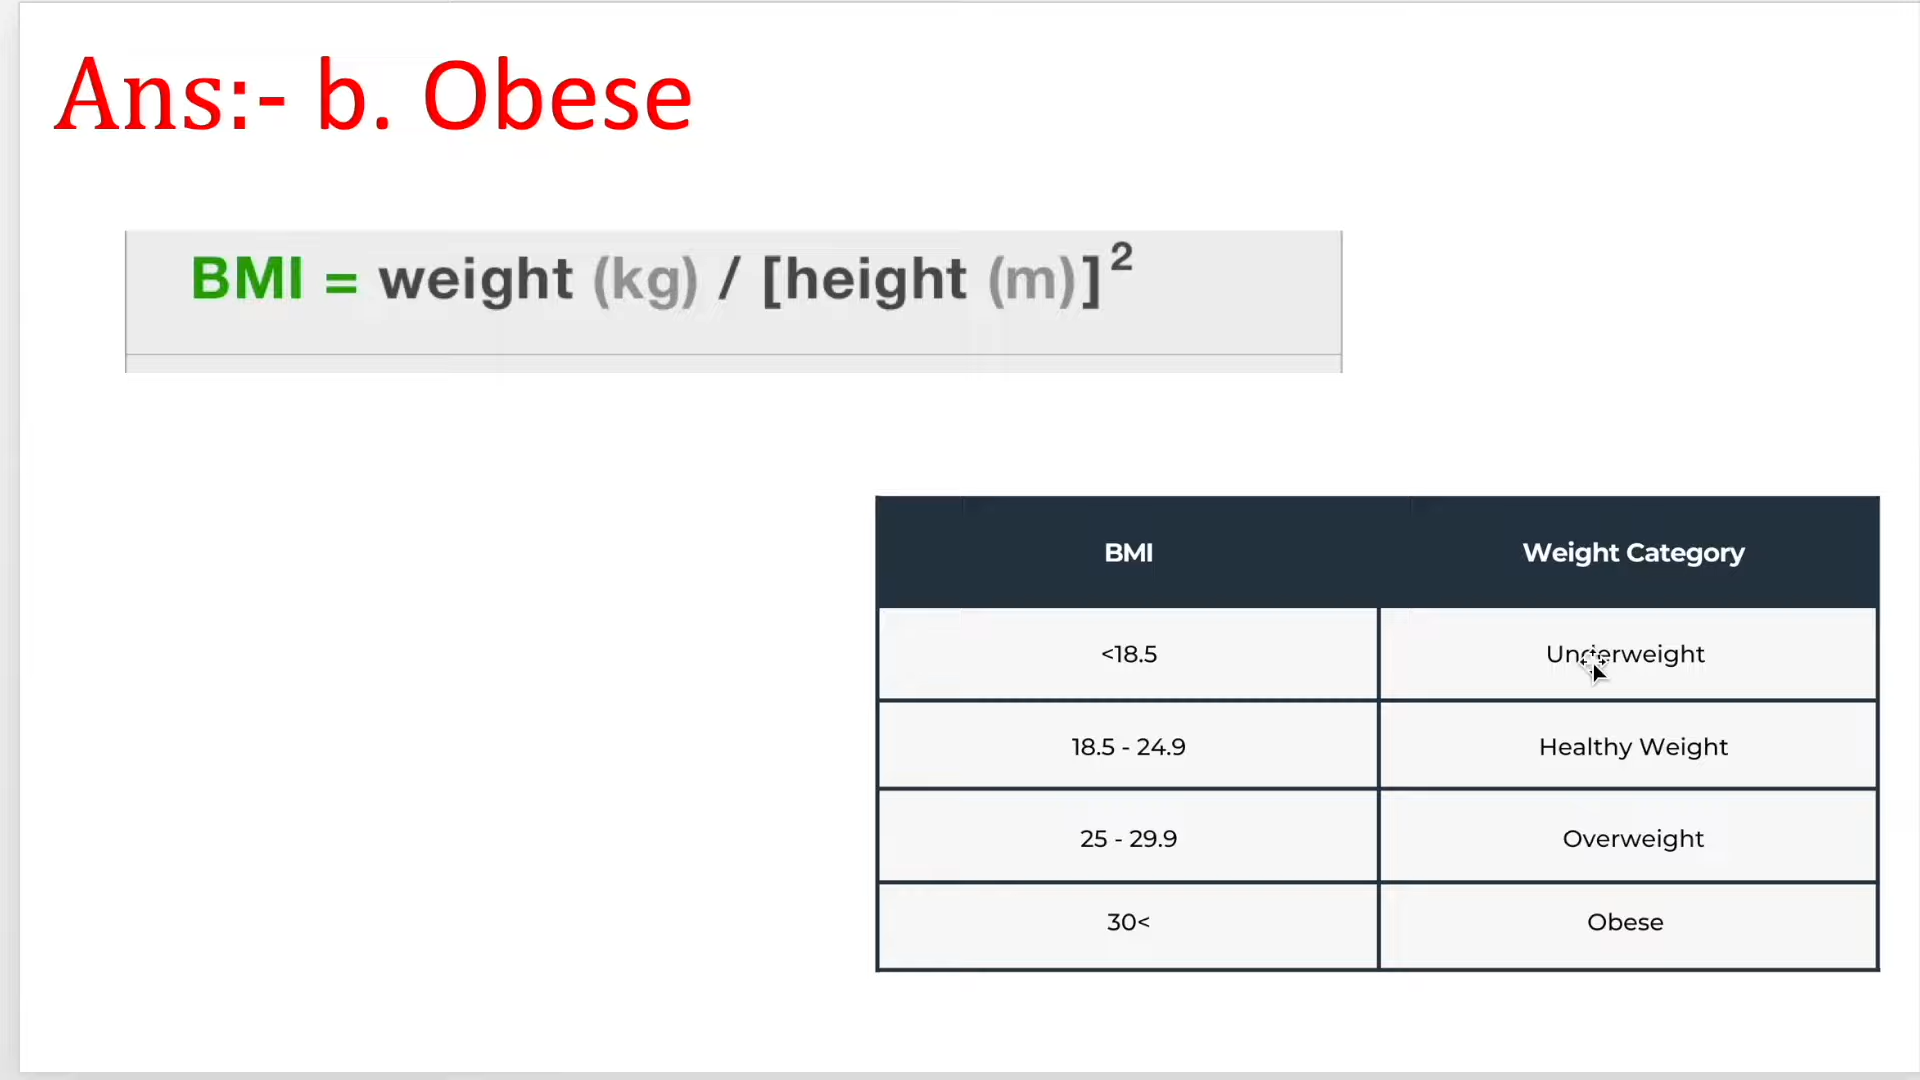 Ans:- b. Obese
BMI = weight (kg) / [height (m)]²
BMI Weight Category
<18.5 Underweight
18.5 - 24.9 Healthy Weight
25 - 29.9 Overweight
30< Obese